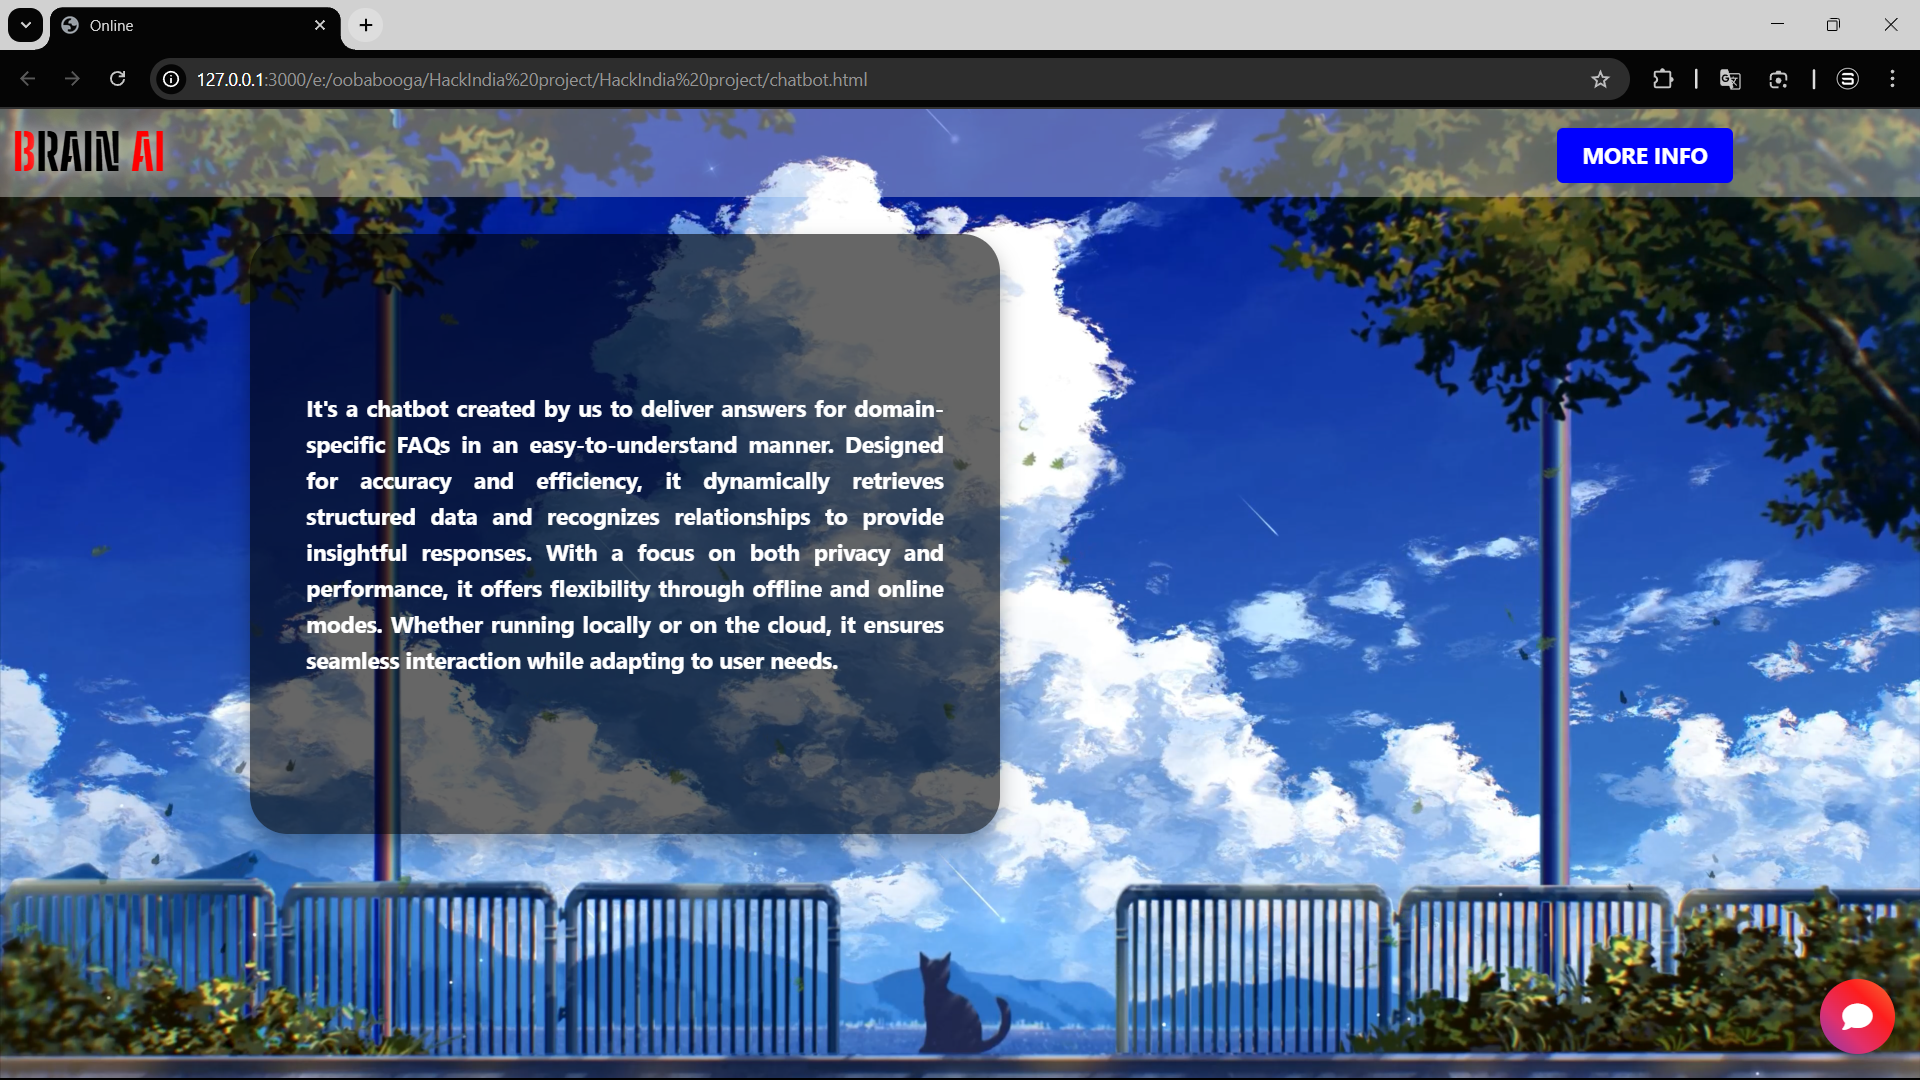 Online
127.0.0.1:3000/e:/oobabooga/HackIndia%20project/HackIndia%20project/chatbot.html
BRAIN AI
MORE INFO
It's a chatbot created by us to deliver answers for domain-
specific FAQs in an easy-to-understand manner. Designed
for accuracy and efficiency, it dynamically retrieves
structured data and recognizes relationships to provide
insightful responses. With a focus on both privacy and
performance, it offers flexibility through offline and online
modes. Whether running locally or on the cloud, it ensures
seamless interaction while adapting to user needs.